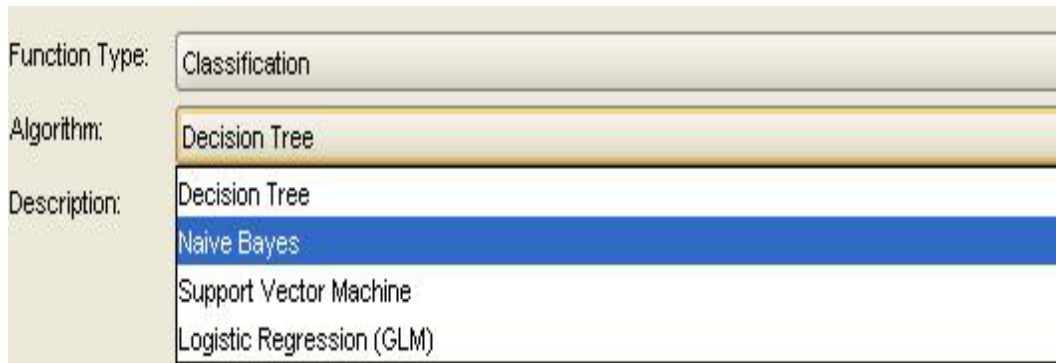 Function Type: Classification
Algorithm: Decision Tree
Description: Decision Tree
Naive Bayes
Support Vector Machine
Logistic Regression (GLM)